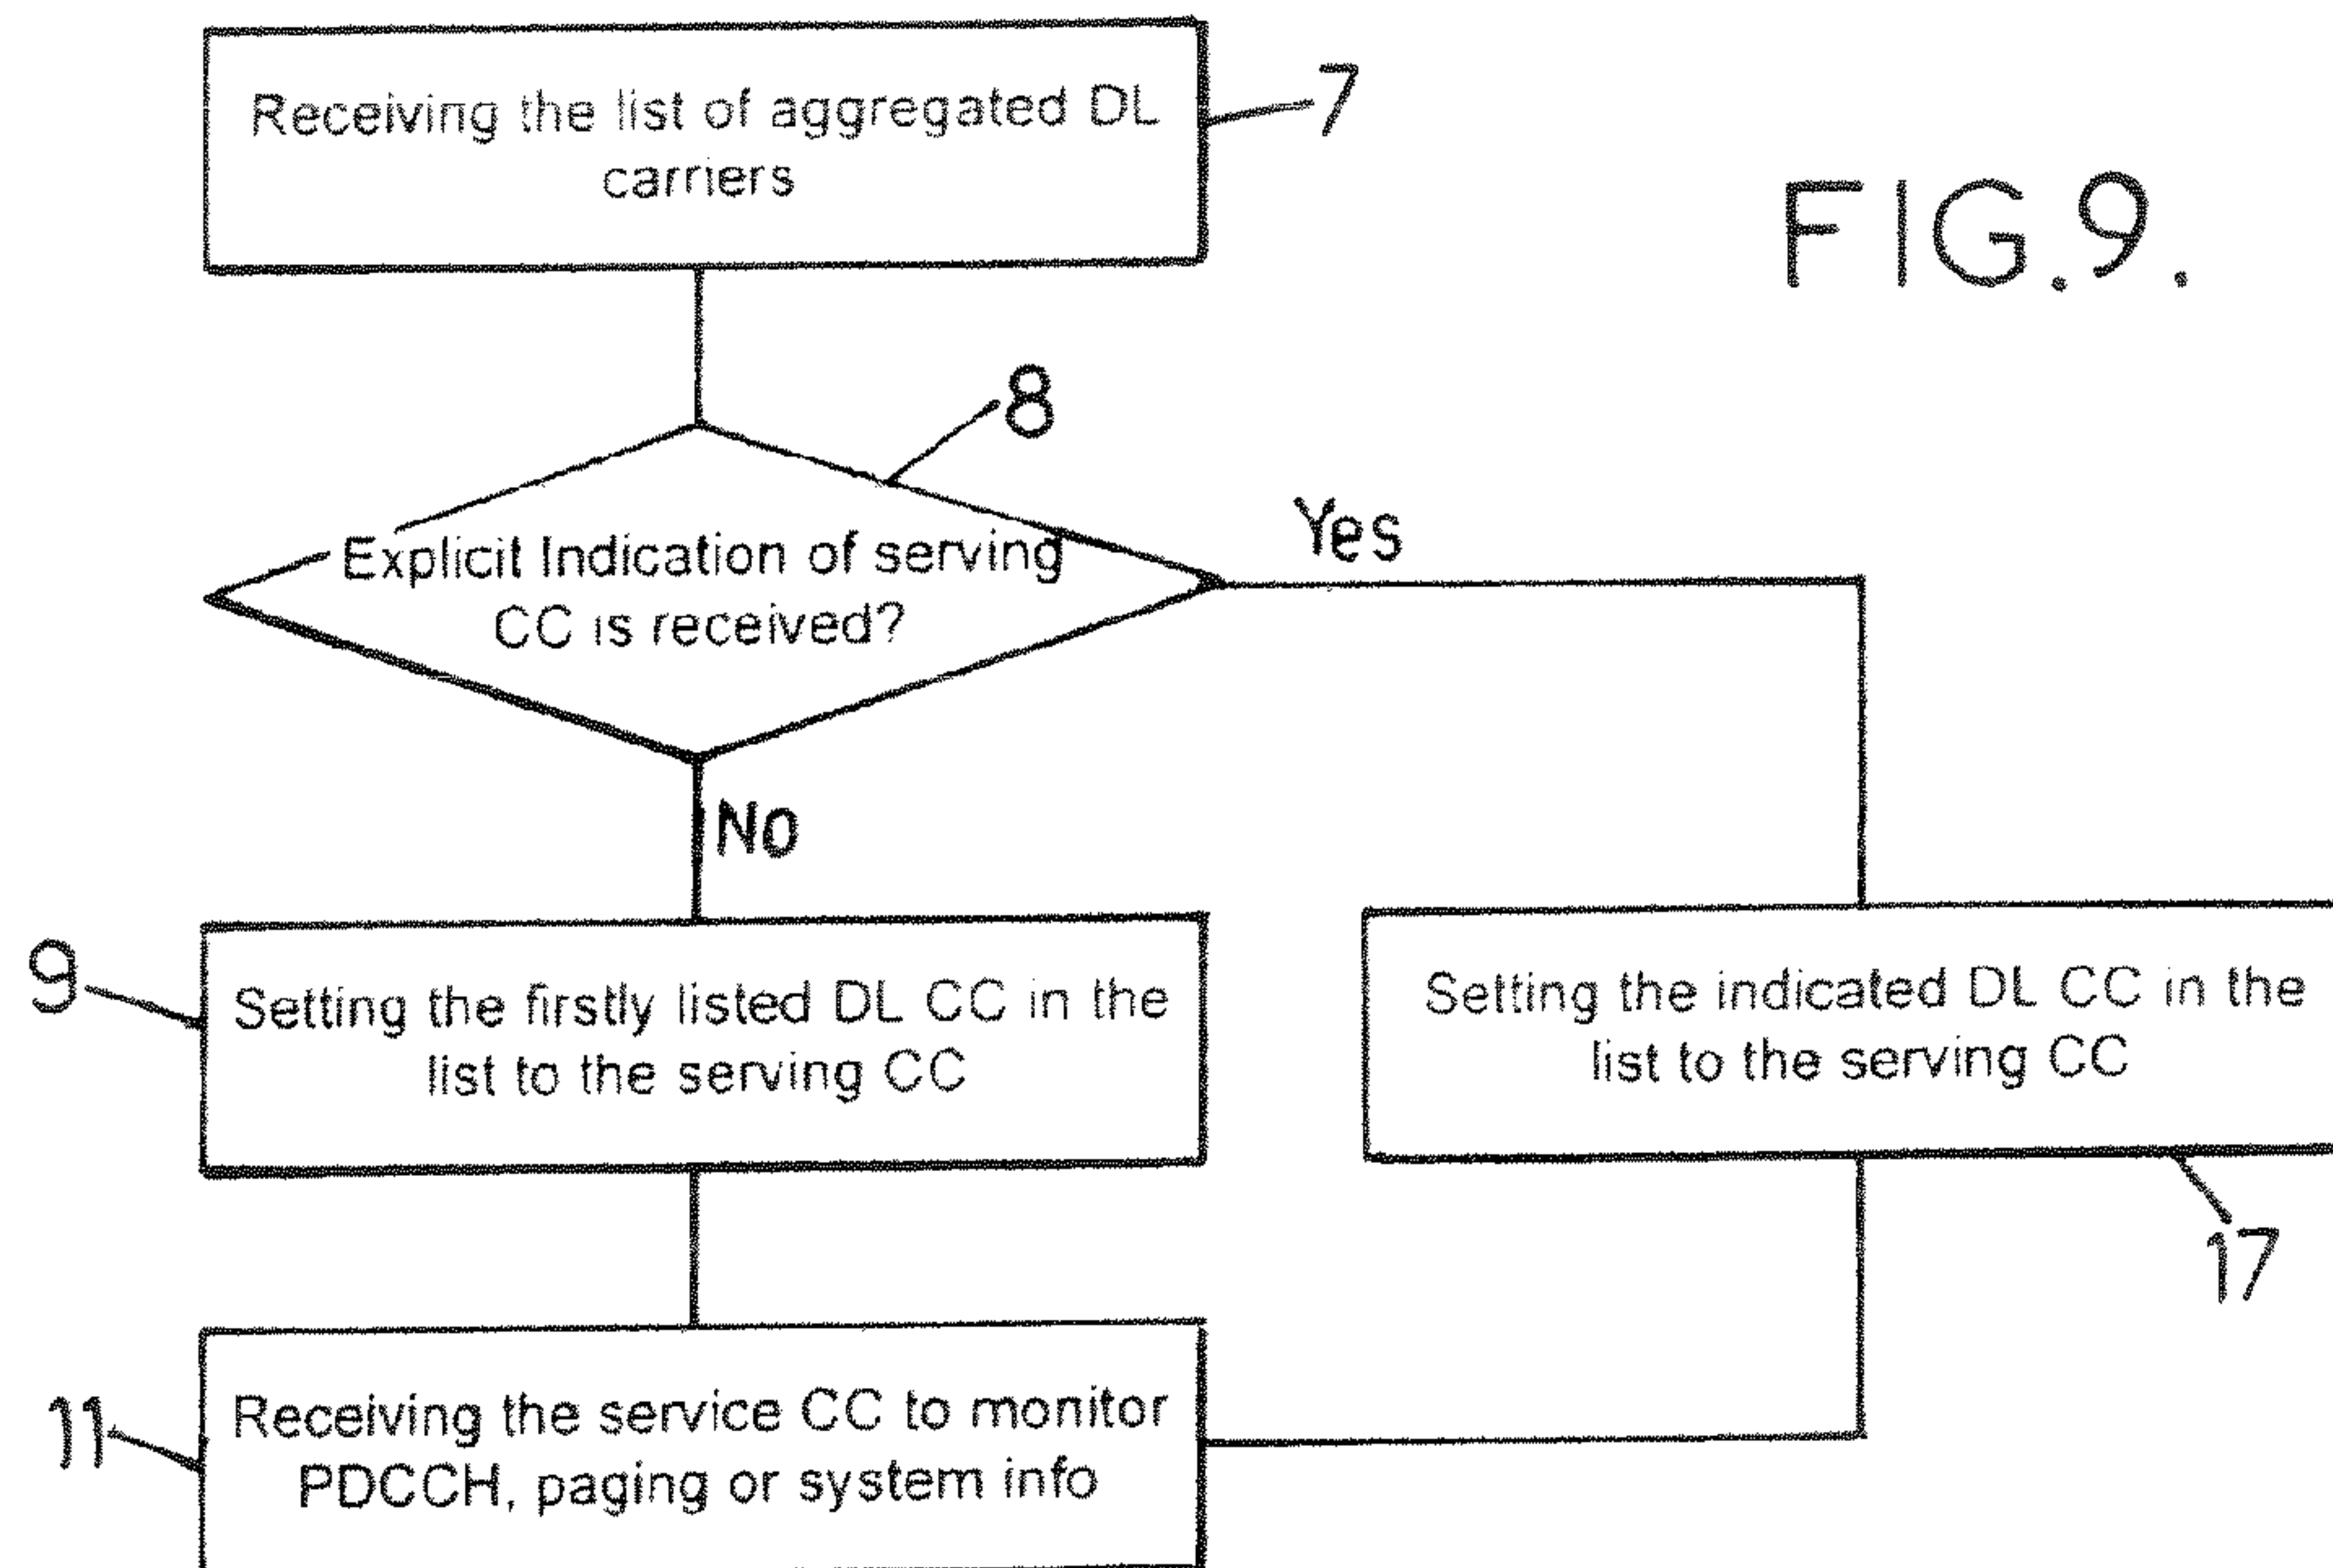 Receiving the list of aggregated DL
carriers
7
FIG.9.
8
Explicit Indication of serving
CC is received?
Yes
No
9
Setting the firstly listed DL CC in the
list to the serving CC
Setting the indicated DL CC in the
list to the serving CC
17
11
Receiving the service CC to monitor
PDCCH, paging or system info